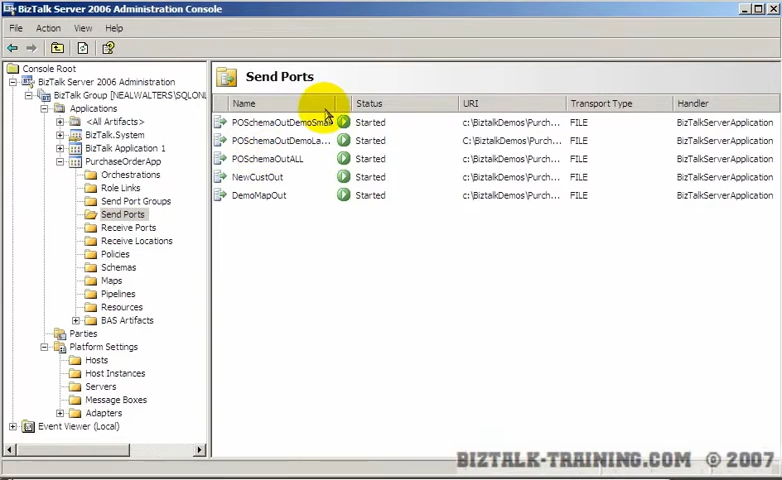 BizTalk Server 2006 Administration Console
File Action View Help
Console Root
BizTalk Server 2006 Administration
BizTalk Group [NEALWALTERS\SQLONL
Applications
<All Artifacts>
BizTalk.System
BizTalk Application 1
PurchaseOrderApp
Orchestrations
Role Links
Send Port Groups
Send Ports
Receive Ports
Receive Locations
Policies
Schemas
Maps
Pipelines
Resources
BAS Artifacts
Parties
Platform Settings
Hosts
Host Instances
Servers
Message Boxes
Adapters
Event Viewer (Local)
Send Ports
Name Status URI Transport Type Handler
POSchemaOutDemoSma... Started c:\BiztalkDemos\Purch... FILE BizTalkServerApplication
POSchemaOutDemoLa... Started C:\BiztalkDemos\Purch... FILE BizTalkServerApplication
POSchemaOutALL Started c:\BiztalkDemos\Purch... FILE BizTalkServerApplication
NewCustOut Started c:\BiztalkDemos\Purch... FILE BizTalkServerApplication
DemoMapOut Started c:\BiztalkDemos\Purch... FILE BizTalkServerApplication
BIZTALK-TRAINING.COM © 2007